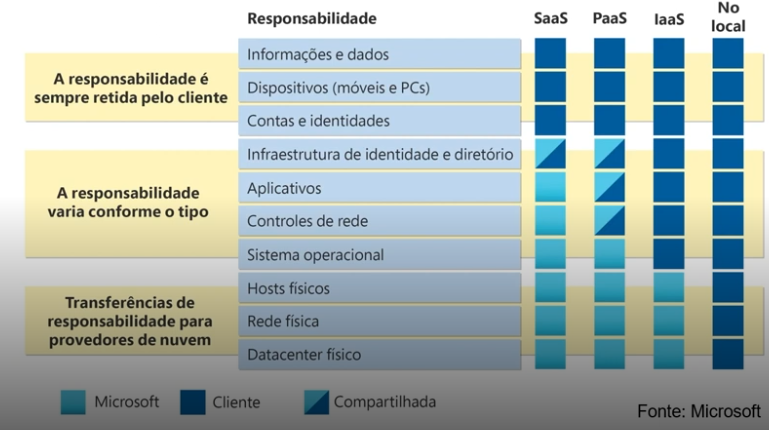 Responsabilidade SaaS PaaS IaaS No local
A responsabilidade é
sempre retida pelo cliente
Informações e dados
Dispositivos (móveis e PCs)
Contas e identidades
A responsabilidade
varia conforme o tipo
Infraestrutura de identidade e diretório
Aplicativos
Controles de rede
Sistema operacional
Transferências de
responsabilidade para
provedores de nuvem
Hosts físicos
Rede física
Datacenter físico
Microsoft Cliente Compartilhada
Fonte: Microsoft